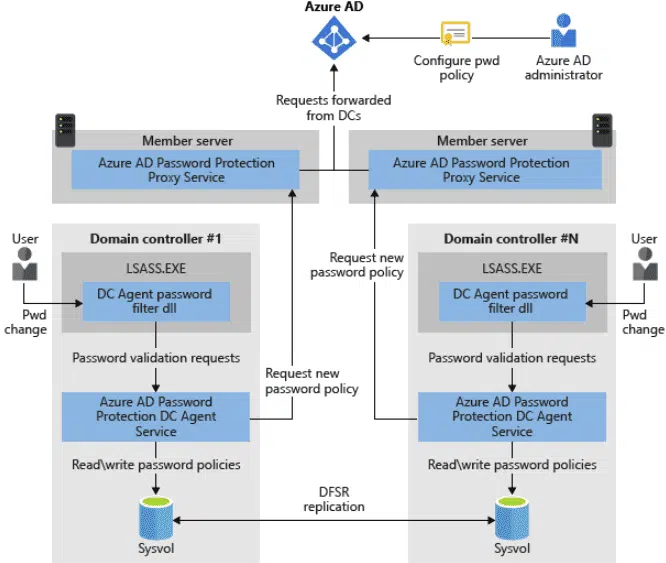 Azure AD
Configure pwd
policy
Azure AD
administrator
Requests forwarded
from DCs
Member server
Azure AD Password Protection
Proxy Service
Member server
Azure AD Password Protection
Proxy Service
User
Pwd
change
Domain controller #1
LSASS.EXE
DC Agent password
filter dll
Password validation requests
Azure AD Password
Protection DC Agent
Service
Read\write password policies
Sysvol
Request new
password policy
Request new
password policy
DFSR
replication
Domain controller #N
LSASS.EXE
DC Agent password
filter dll
User
Pwd
change
Password validation requests
Azure AD Password
Protection DC Agent
Service
Read\write password policies
Sysvol